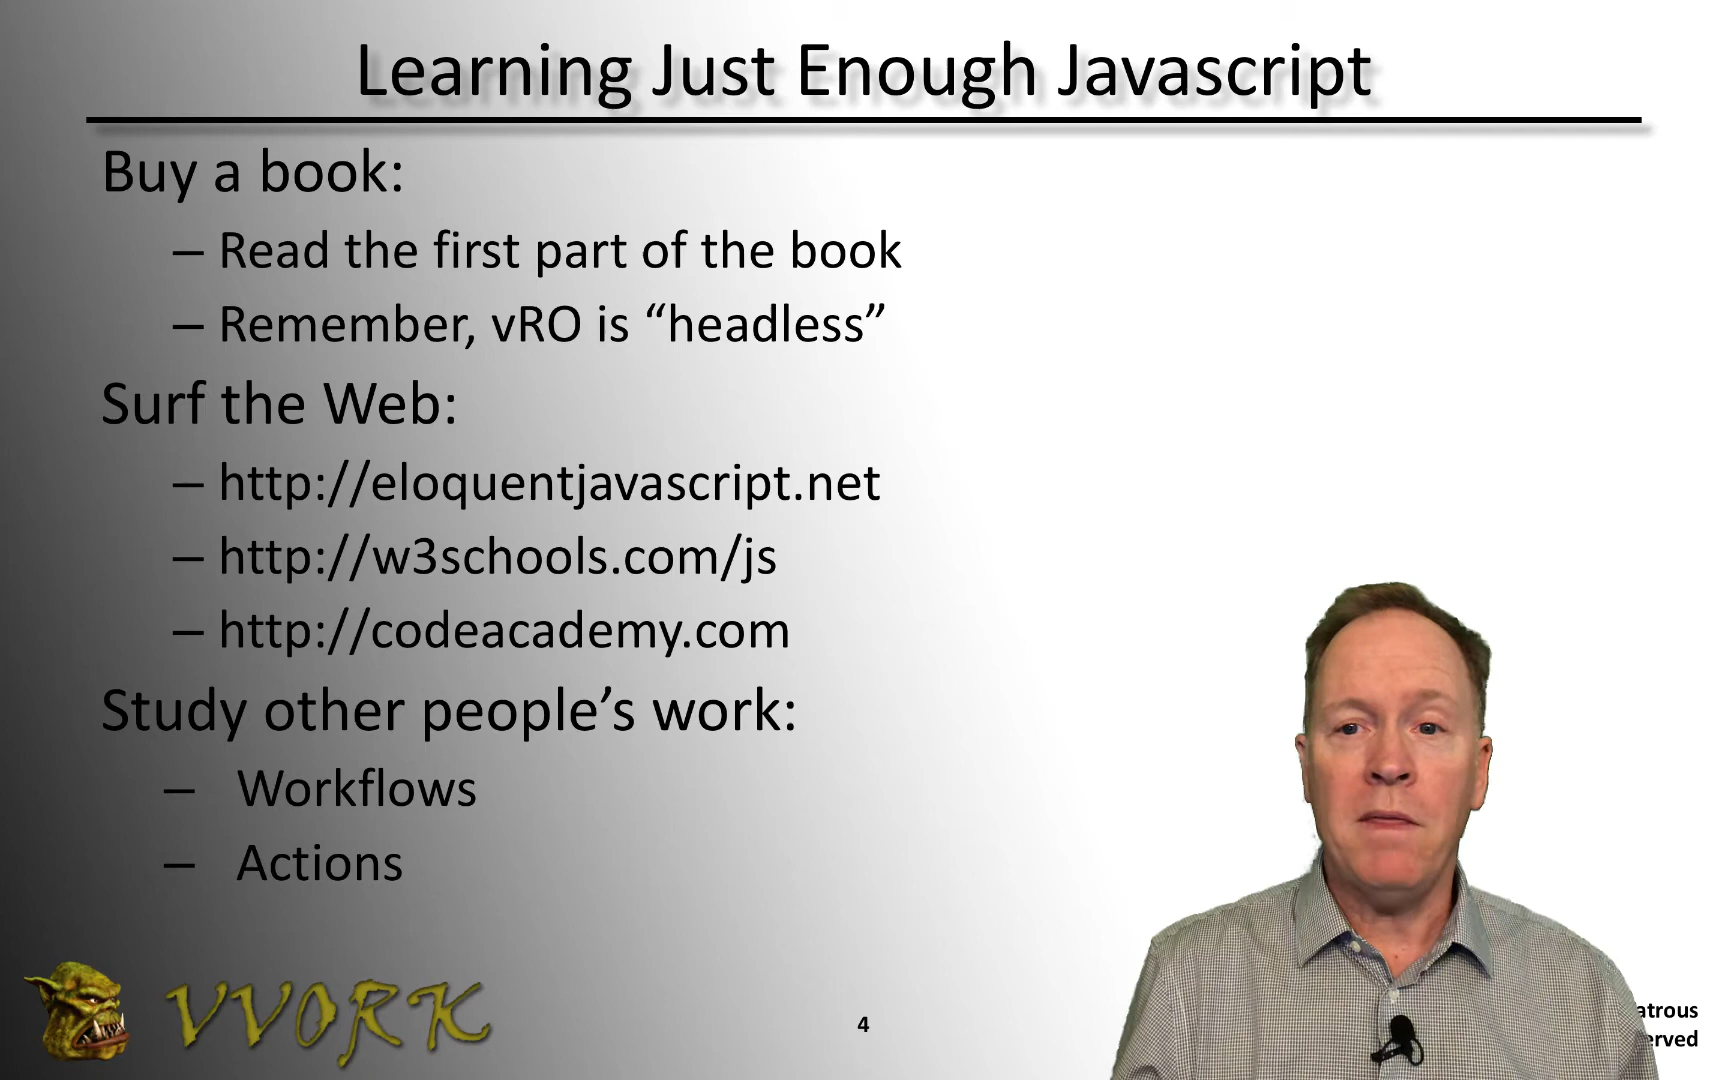 Learning Just Enough Javascript
Buy a book:
– Read the first part of the book
– Remember, vRO is “headless”
Surf the Web:
– http://eloquentjavascript.net
– http://w3schools.com/js
– http://codeacademy.com
Study other people’s work:
– Workflows
– Actions
VVORK
4